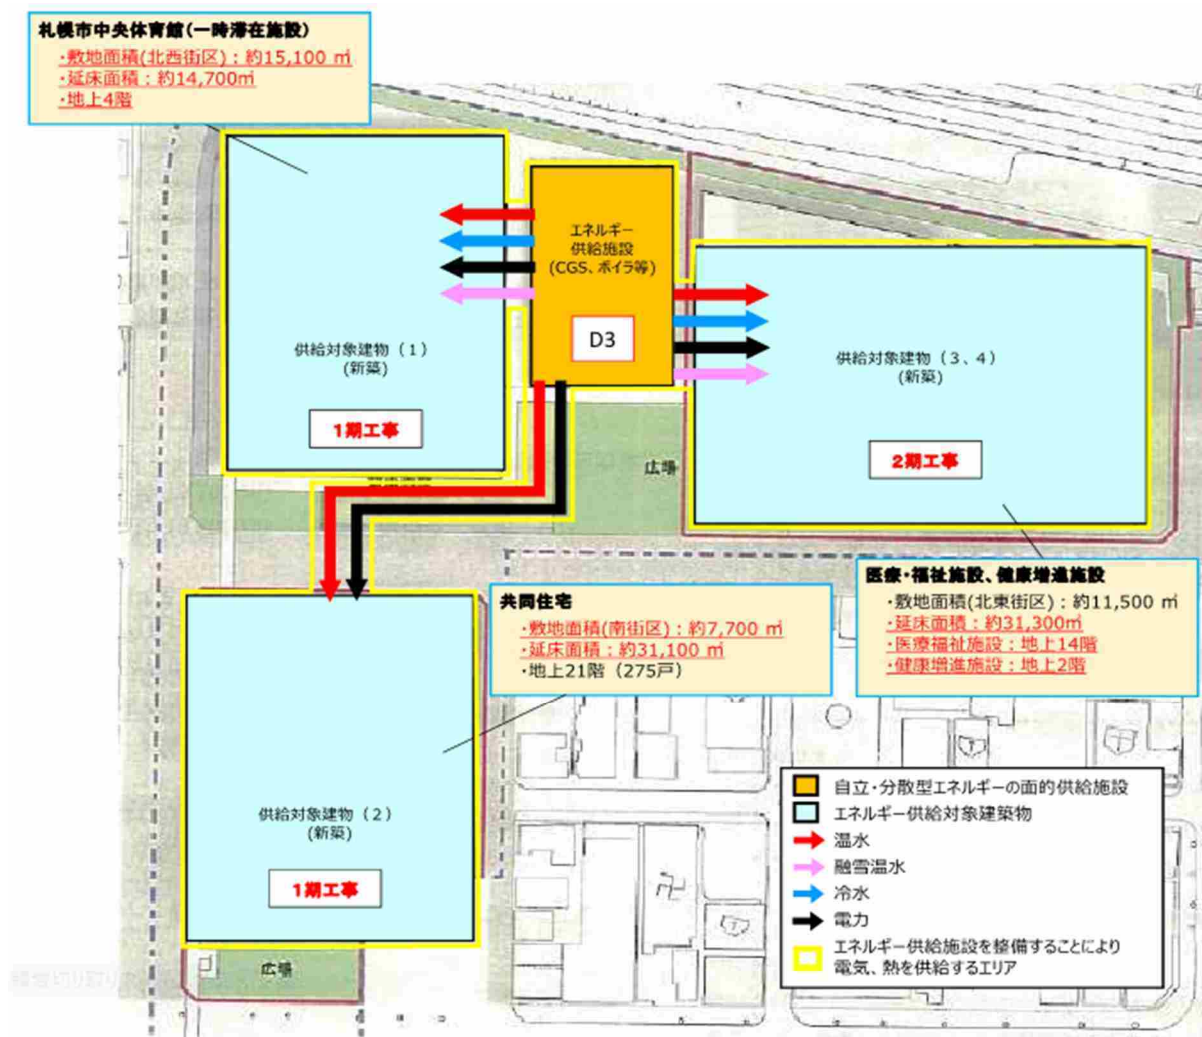 札幌市中央体育館(一時滞在施設)
・敷地面積(北西街区)：約15,100 ㎡
・延床面積：約14,700㎡
・地上4階
エネルギー
供給施設
(CGS、ボイラ等)
D3
供給対象建物（1）
(新築)
1期工事
供給対象建物（3、4）
(新築)
2期工事
広場
医療・福祉施設、健康増進施設
・敷地面積(北東街区)：約11,500 ㎡
・延床面積：約31,300㎡
・医療福祉施設：地上14階
・健康増進施設：地上2階
共同住宅
・敷地面積(南街区)：約7,700 ㎡
・延床面積：約31,100 ㎡
・地上21階（275戸）
供給対象建物（2）
(新築)
1期工事
広場
自立・分散型エネルギーの面的供給施設
エネルギー供給対象建築物
温水
融雪温水
冷水
電力
エネルギー供給施設を整備することにより
電気、熱を供給するエリア